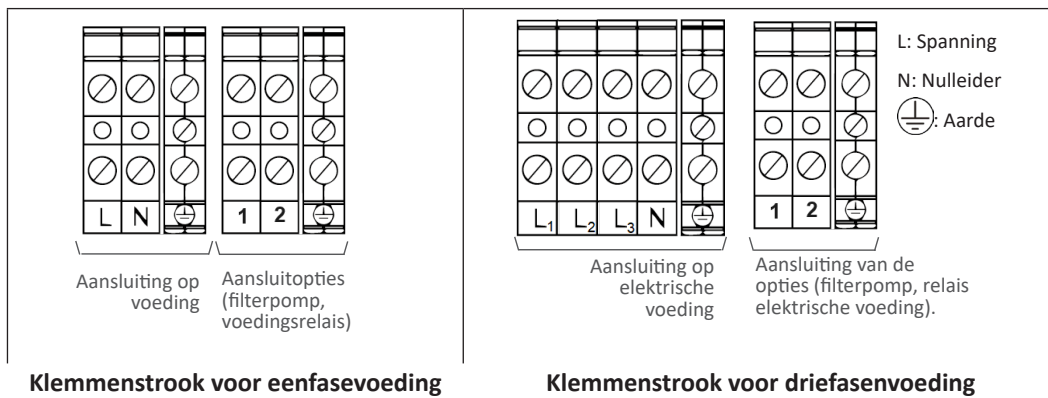 L N 1 2
Aansluiting op
voeding
Aansluitopties
(filterpomp,
voedingsrelais)
Klemmenstrook voor eenfasevoeding
L1 L2 L3 N 1 2
Aansluiting op
elektrische
voeding
Aansluiting van de
opties (filterpomp, relais
elektrische voeding).
L: Spanning
N: Nulleider
: Aarde
Klemmenstrook voor driefasenvoeding